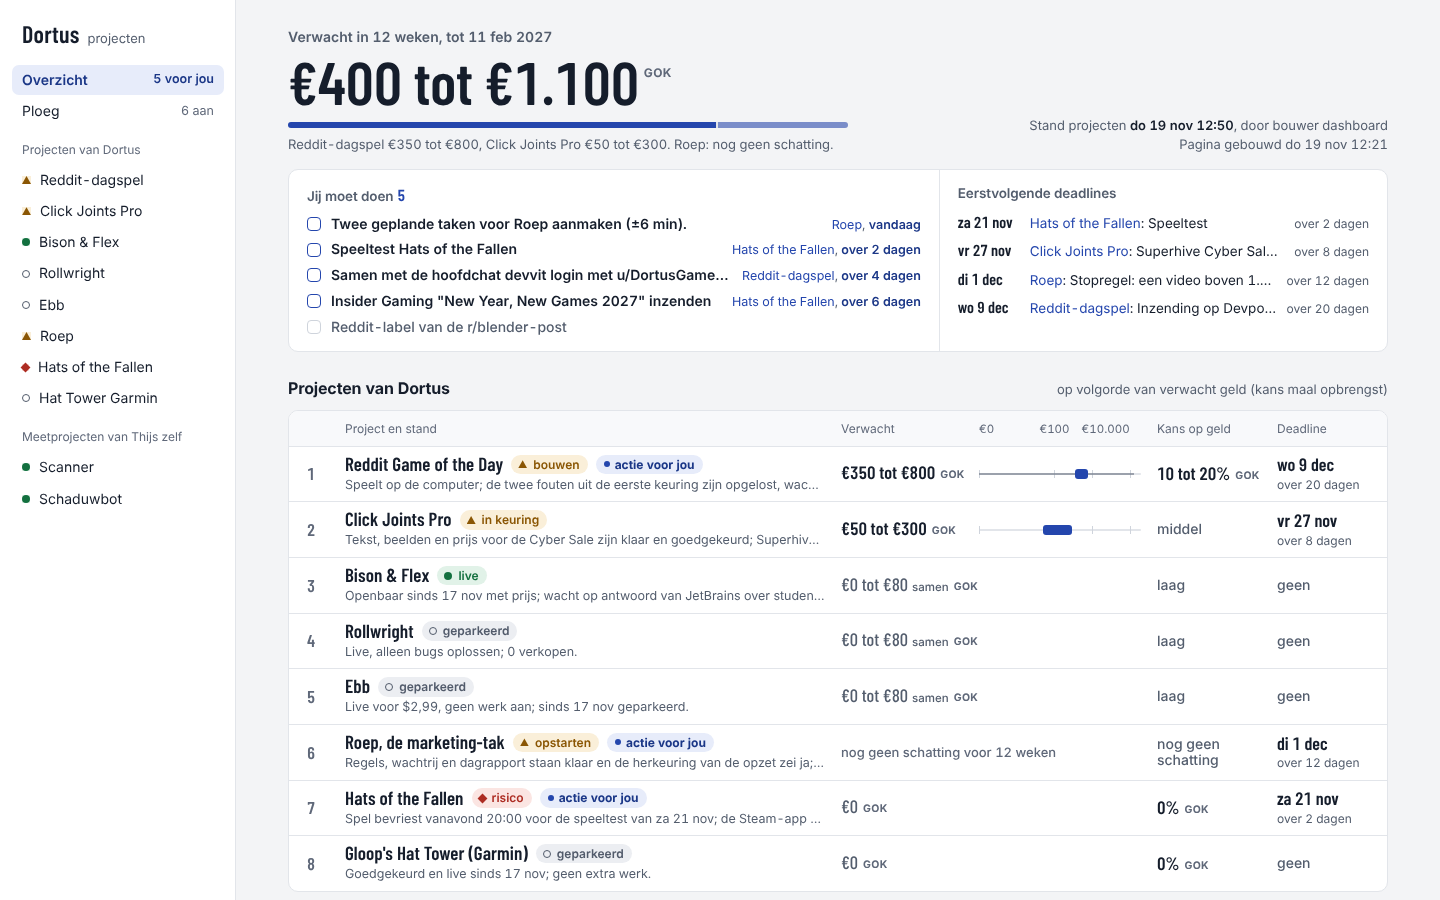 Dortus projecten
Overzicht 5 voor jou
Ploeg 6 aan
Projecten van Dortus
Reddit-dagspel
Click Joints Pro
Bison & Flex
Rollwright
Ebb
Roep
Hats of the Fallen
Hat Tower Garmin
Meetprojecten van Thijs zelf
Scanner
Schaduwbot
Verwacht in 12 weken, tot 11 feb 2027
€400 tot €1.100 GOK
Reddit-dagspel €350 tot €800, Click Joints Pro €50 tot €300. Roep: nog geen schatting.
Stand projecten do 19 nov 12:50, door bouwer dashboard
Pagina gebouwd do 19 nov 12:21
Jij moet doen 5
Twee geplande taken voor Roep aanmaken (±6 min). Roep, vandaag
Speeltest Hats of the Fallen Hats of the Fallen, over 2 dagen
Samen met de hoofdchat devvit login met u/DortusGame... Reddit-dagspel, over 4 dagen
Insider Gaming "New Year, New Games 2027" inzenden Hats of the Fallen, over 6 dagen
Reddit-label van de r/blender-post
Eerstvolgende deadlines
za 21 nov Hats of the Fallen: Speeltest over 2 dagen
vr 27 nov Click Joints Pro: Superhive Cyber Sal... over 8 dagen
di 1 dec Roep: Stopregel: een video boven 1.... over 12 dagen
wo 9 dec Reddit-dagspel: Inzending op Devpo... over 20 dagen
Projecten van Dortus
op volgorde van verwacht geld (kans maal opbrengst)
Project en stand Verwacht €0 €100 €10.000 Kans op geld Deadline
1 Reddit Game of the Day bouwen actie voor jou €350 tot €800 GOK 10 tot 20% GOK wo 9 dec
Speelt op de computer; de twee fouten uit de eerste keuring zijn opgelost, wac... over 20 dagen
2 Click Joints Pro in keuring €50 tot €300 GOK middel vr 27 nov
Tekst, beelden en prijs voor de Cyber Sale zijn klaar en goedgekeurd; Superhiv... over 8 dagen
3 Bison & Flex live €0 tot €80 samen GOK laag geen
Openbaar sinds 17 nov met prijs; wacht op antwoord van JetBrains over studen...
4 Rollwright geparkeerd €0 tot €80 samen GOK laag geen
Live, alleen bugs oplossen; 0 verkopen.
5 Ebb geparkeerd €0 tot €80 samen GOK laag geen
Live voor $2,99, geen werk aan; sinds 17 nov geparkeerd.
6 Roep, de marketing-tak opstarten actie voor jou nog geen schatting voor 12 weken nog geen schatting di 1 dec
Regels, wachtrij en dagrapport staan klaar en de herkeuring van de opzet zei ja;... over 12 dagen
7 Hats of the Fallen risico actie voor jou €0 GOK 0% GOK za 21 nov
Spel bevriest vanavond 20:00 voor de speeltest van za 21 nov; de Steam-app ... over 2 dagen
8 Gloop's Hat Tower (Garmin) geparkeerd €0 GOK 0% GOK geen
Goedgekeurd en live sinds 17 nov; geen extra werk.